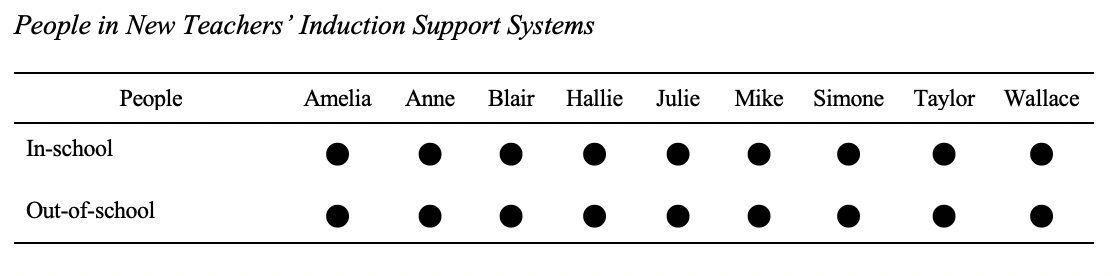 People in New Teachers’ Induction Support Systems
People Amelia Anne Blair Hallie Julie Mike Simone Taylor Wallace
In-school ● ● ● ● ● ● ● ● ●
Out-of-school ● ● ● ● ● ● ● ● ●